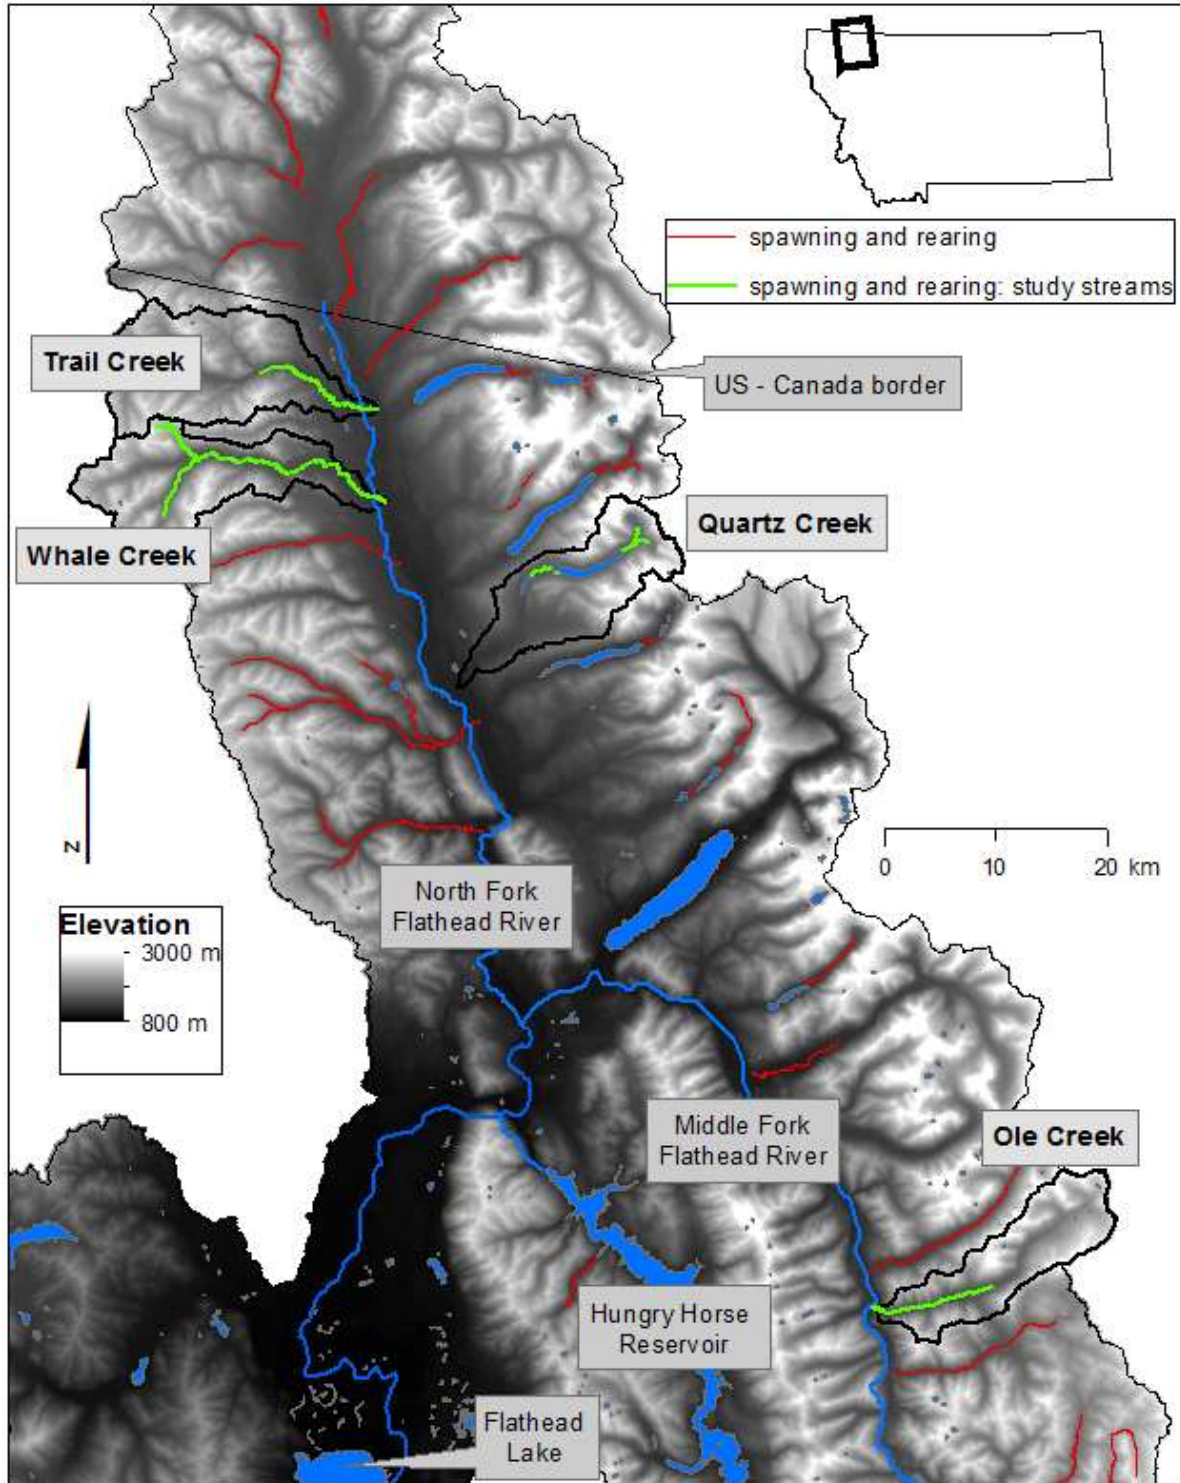 spawning and rearing
spawning and rearing: study streams
Trail Creek
US - Canada border
Quartz Creek
Whale Creek
N
0 10 20 km
North Fork
Flathead River
Elevation
3000 m
800 m
Middle Fork
Flathead River
Ole Creek
Hungry Horse
Reservoir
Flathead
Lake